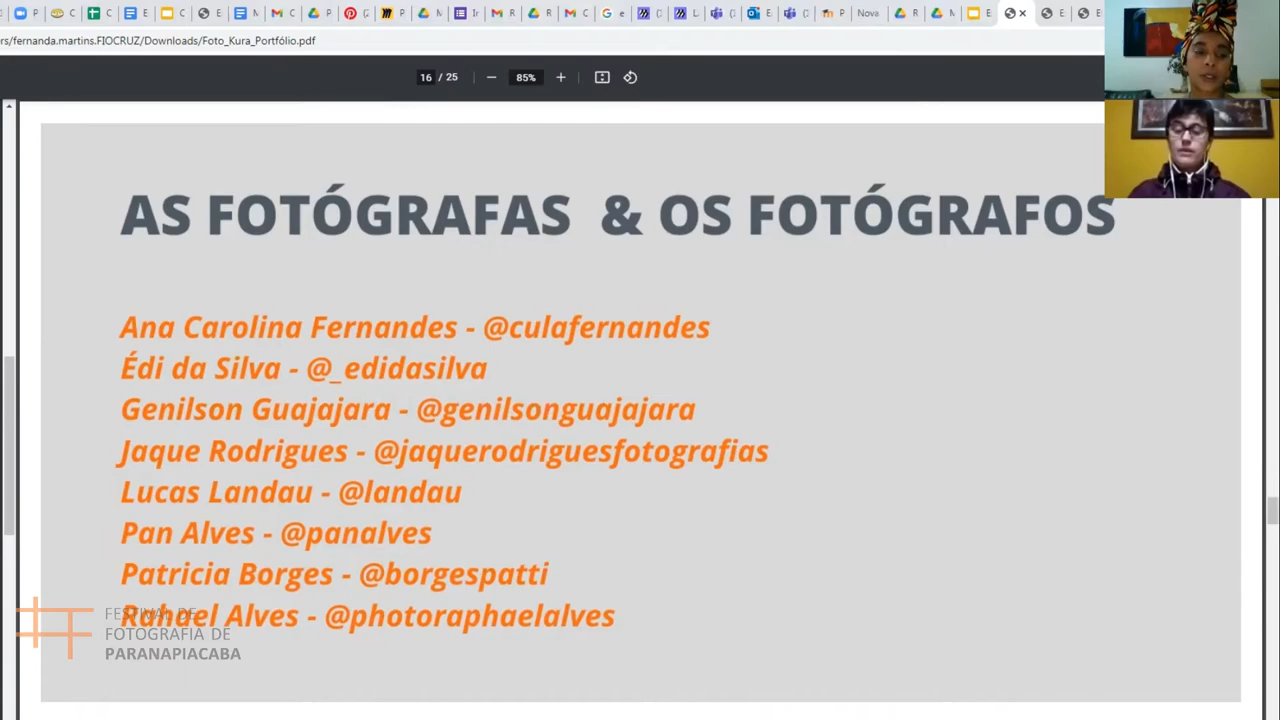 P C C E C E M C P ( P M I M R C e ( L ( E ( P Nova R M E × E E
rs/fernanda.martins.FIOCRUZ/Downloads/Foto_Kura_Portfólio.pdf
16 / 25 − 85% +
AS FOTÓGRAFAS & OS FOTÓGRAFOS
Ana Carolina Fernandes - @culafernandes
Édi da Silva - @_edidasilva
Genilson Guajajara - @genilsonguajajara
Jaque Rodrigues - @jaquerodriguesfotografias
Lucas Landau - @landau
Pan Alves - @panalves
Patricia Borges - @borgespatti
Alves - @photoraphaelalves
FESTIVAL DE
FOTOGRAFIA DE
PARANAPIACABA